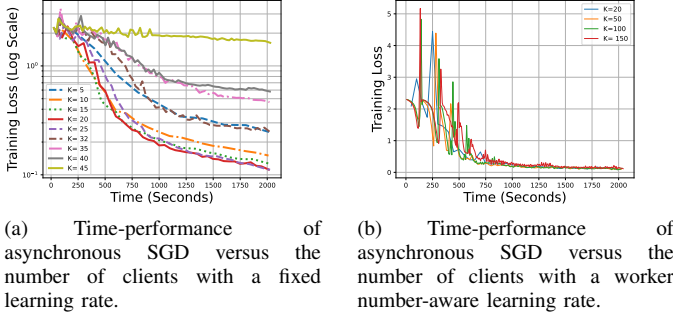 Training Loss (Log Scale)
10⁰
10⁻¹
K= 5
K= 10
K= 15
K= 20
K= 25
K= 32
K= 35
K= 40
K= 45
0 250 500 750 1000 1250 1500 1750 2000
Time (Seconds)
(a) Time-performance of
asynchronous SGD versus the
number of clients with a fixed
learning rate.
Training Loss
5
4
3
2
1
0
K=20
K=50
K=100
K= 150
0 250 500 750 1000 1250 1500 1750 2000
Time (Seconds)
(b) Time-performance of
asynchronous SGD versus the
number of clients with a worker
number-aware learning rate.